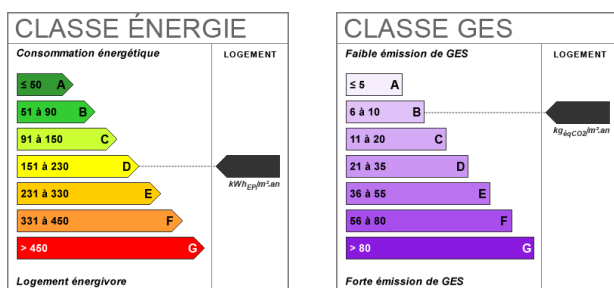 CLASSE ÉNERGIE
Consommation énergétique
LOGEMENT
≤ 50 A
51 à 90 B
91 à 150 C
151 à 230 D
231 à 330 E
331 à 450 F
> 450 G
kWhEP/m².an
Logement énergivore
CLASSE GES
Faible émission de GES
LOGEMENT
≤ 5 A
6 à 10 B
11 à 20 C
21 à 35 D
36 à 55 E
56 à 80 F
> 80 G
kgéqCO2/m².an
Forte émission de GES